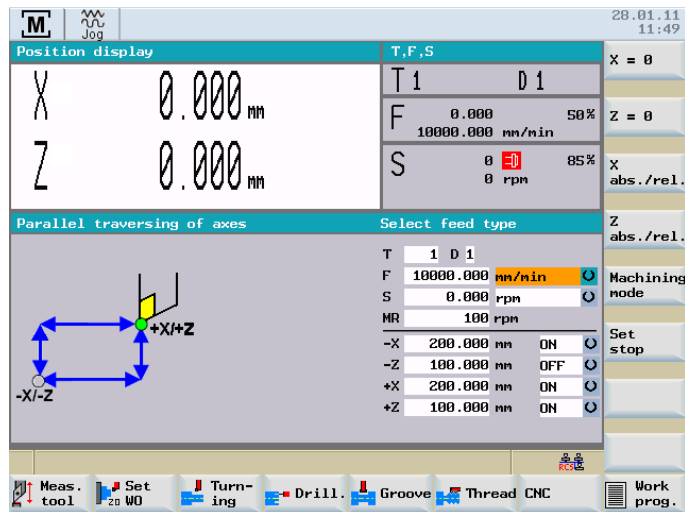 M
Jog
28.01.11
11:49
Position display
X 0.000 mm
Z 0.000 mm
T,F,S
T 1 D 1
F 0.000 50%
10000.000 mm/min
S 0 85%
0 rpm
X = 0
Z = 0
X
abs./rel.
Z
abs./rel.
Machining
mode
Set
stop
Parallel traversing of axes
+X/+Z
-X/-Z
Select feed type
T 1 D 1
F 10000.000 mm/min
S 0.000 rpm
MR 100 rpm
-X 200.000 mm ON
-Z 100.000 mm OFF
+X 200.000 mm ON
+Z 100.000 mm ON
RCS
Meas.
tool
Z0
Set
WO
Turn-
ing
Drill.
Groove
Thread
CNC
Work
prog.